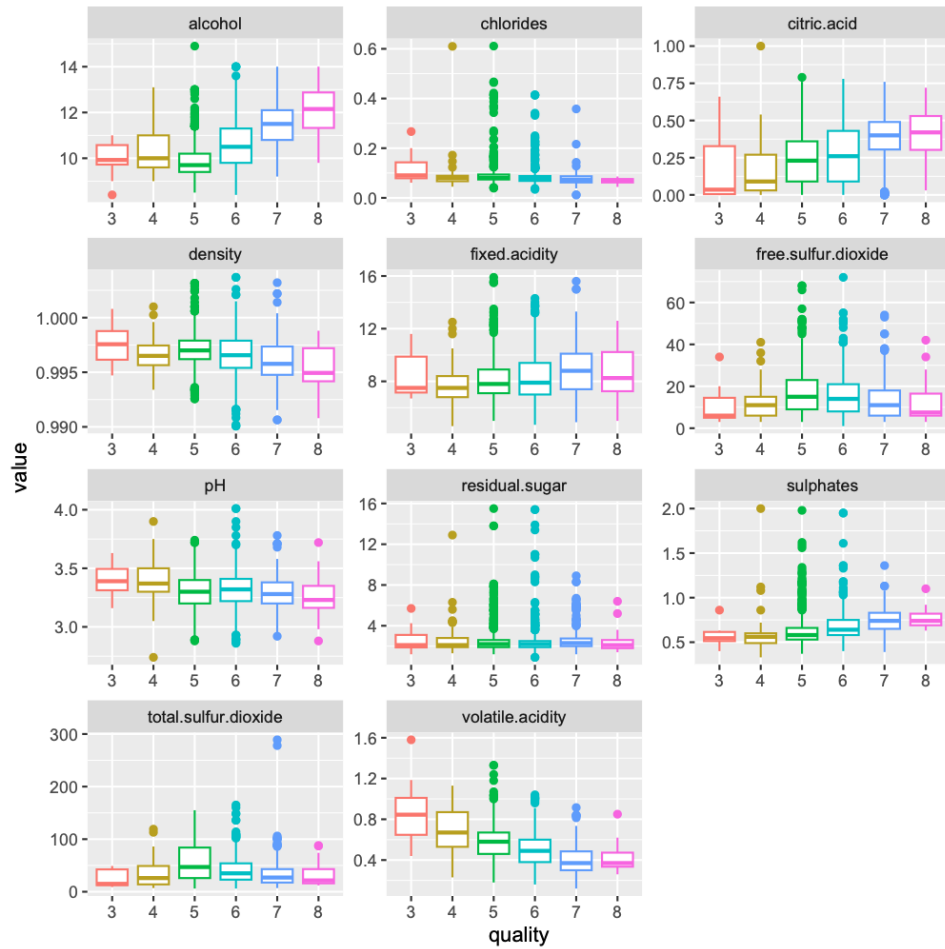 alcohol
chlorides
citric.acid
14
12
10
0.6
0.4
0.2
0.0
1.00
0.75
0.50
0.25
0.00
3 4 5 6 7 8
3 4 5 6 7 8
3 4 5 6 7 8
density
fixed.acidity
free.sulfur.dioxide
1.000
0.995
0.990
16
12
8
60
40
20
0
3 4 5 6 7 8
3 4 5 6 7 8
3 4 5 6 7 8
value
pH
residual.sugar
sulphates
4.0
3.5
3.0
16
12
8
4
2.0
1.5
1.0
0.5
3 4 5 6 7 8
3 4 5 6 7 8
3 4 5 6 7 8
total.sulfur.dioxide
volatile.acidity
300
200
100
0
1.6
1.2
0.8
0.4
3 4 5 6 7 8
3 4 5 6 7 8
quality